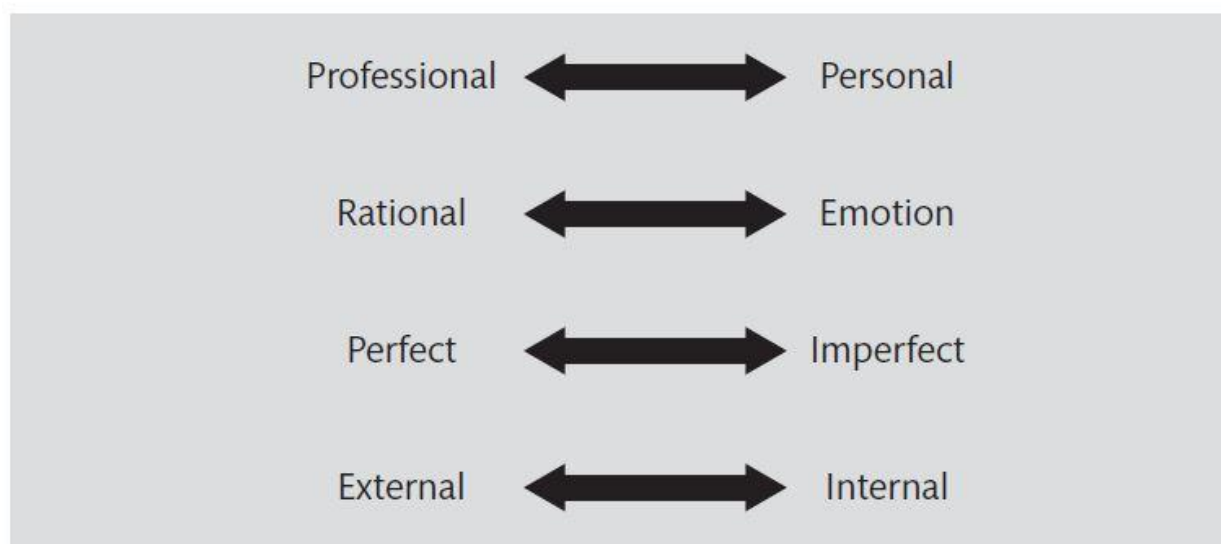 Professional Personal
Rational Emotion
Perfect Imperfect
External Internal